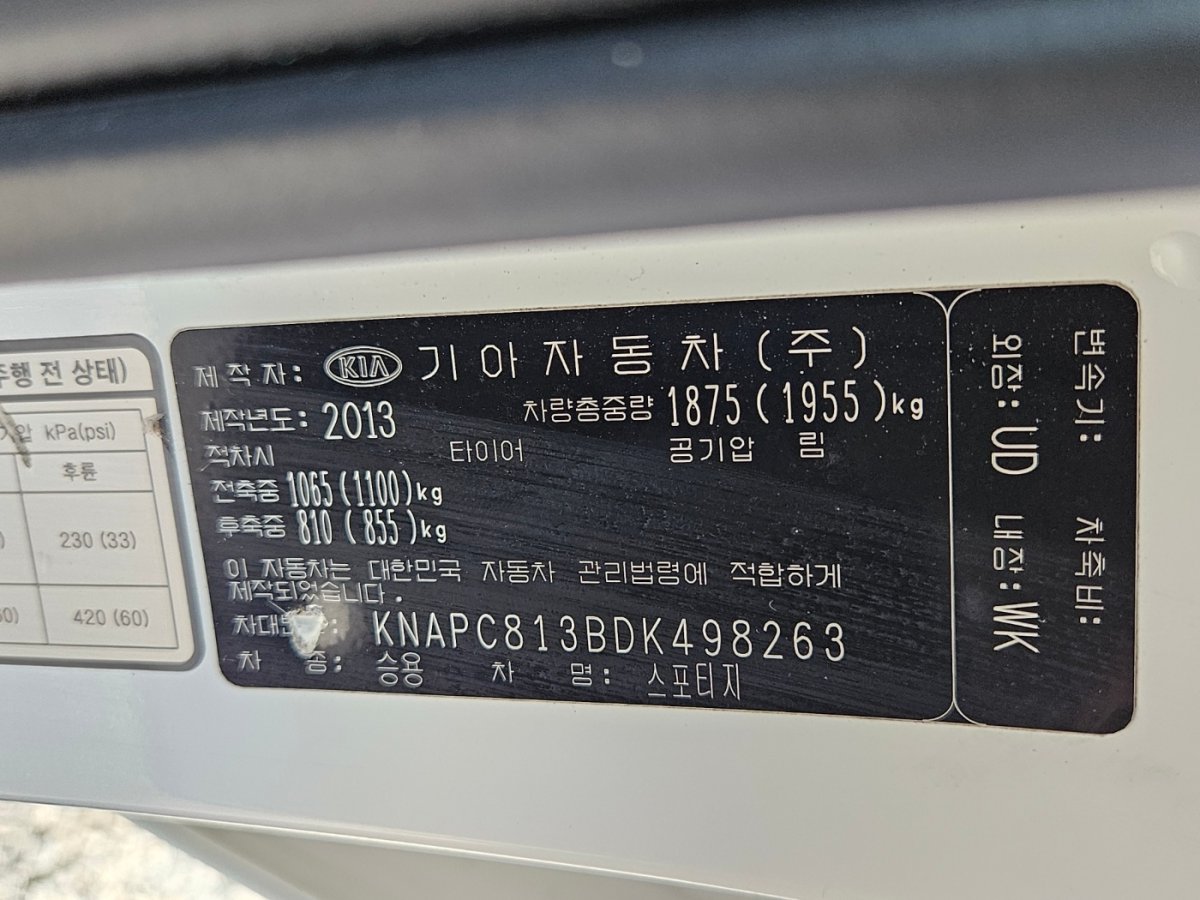 주행 전 상태)
압 kPa(psi)
후륜
230 (33)
420 (60)
제작자: KIA 기아자동차(주)
제작년도: 2013 차량총중량 1875(1955)kg
적차시 타이어 공기압 림
전축중 1065(1100)kg
후축중 810 (855)kg
이 자동차는 대한민국 자동차 관리법령에 적합하게
제작되었습니다.
차대번호: KNAPC813BDK498263
차 종: 승용 차 명: 스포티지
변속기: 차축비:
외장: UD 내장: WK